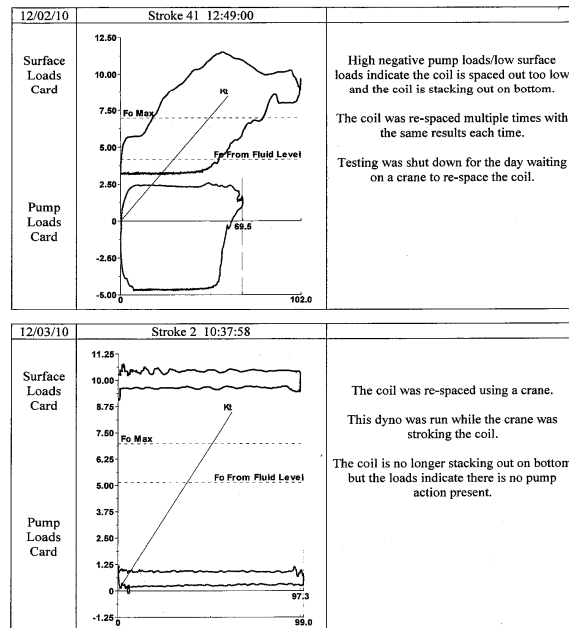 12/02/10
Stroke 41 12:49:00
Surface
Loads
Card
Pump
Loads
Card
12.50
10.00
7.50
5.00
2.50
0
-2.50
-5.00
0
102.0
Fo Max
Kt
Fo From Fluid Level
69.5
High negative pump loads/low surface
loads indicate the coil is spaced out too low
and the coil is stacking out on bottom.
The coil was re-spaced multiple times with
the same results each time.
Testing was shut down for the day waiting
on a crane to re-space the coil.
12/03/10
Stroke 2 10:37:58
Surface
Loads
Card
Pump
Loads
Card
11.25
10.00
8.75
7.50
6.25
5.00
3.75
2.50
1.25
0
-1.25
0
99.0
Fo Max
Kt
Fo From Fluid Level
97.3
The coil was re-spaced using a crane.
This dyno was run while the crane was
stroking the coil.
The coil is no longer stacking out on bottom
but the loads indicate there is no pump
action present.